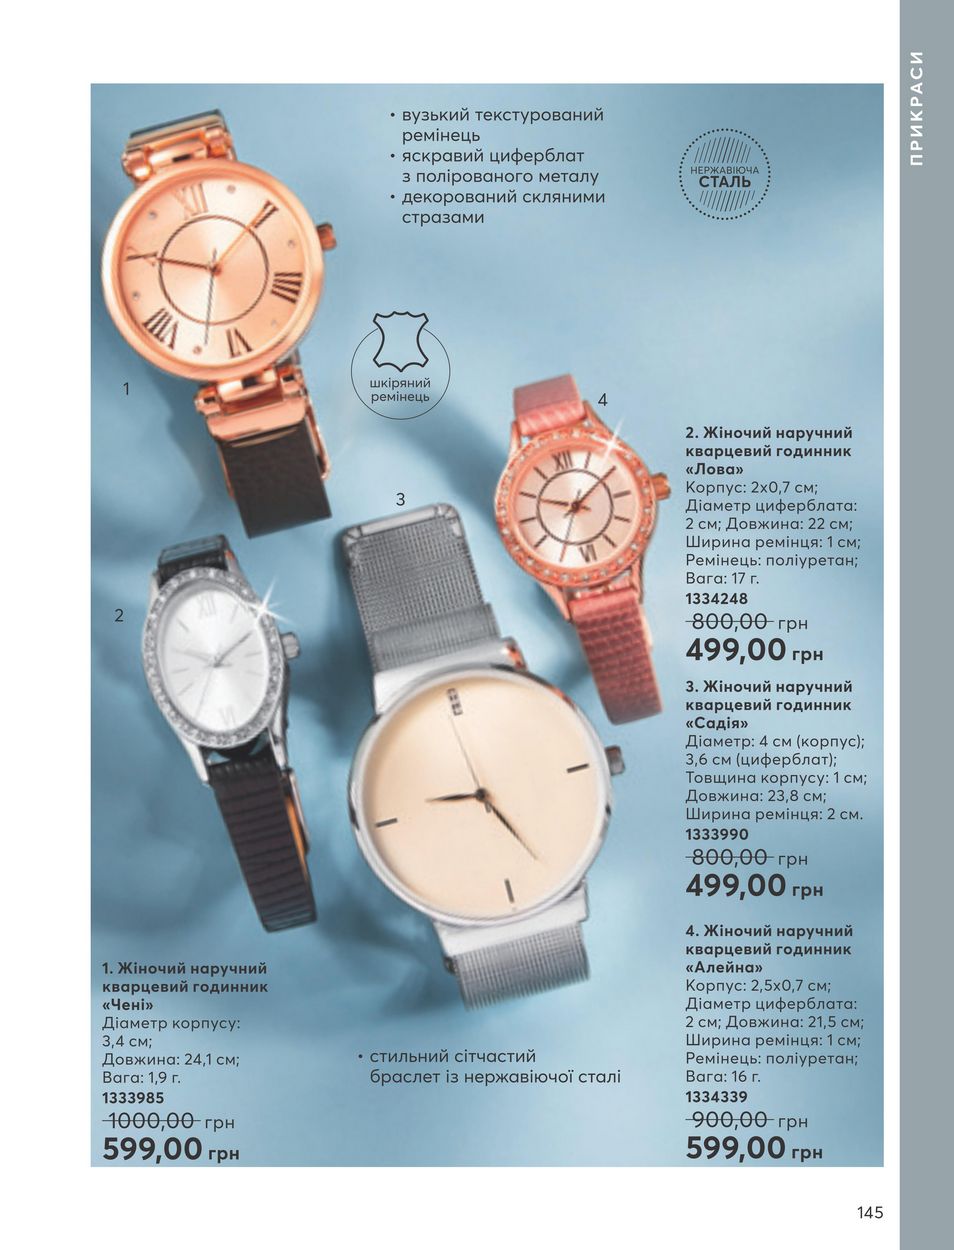 ПРИКРАСИ
• вузький текстурований
ремінець
• яскравий циферблат
з полірованого металу
• декорований скляними
стразами
НЕРЖАВІЮЧА
СТАЛЬ
шкіряний
ремінець
1
4
3
2
2. Жіночий наручний
кварцевий годинник
«Лова»
Корпус: 2х0,7 см;
Діаметр циферблата:
2 см; Довжина: 22 см;
Ширина ремінця: 1 см;
Ремінець: поліуретан;
Вага: 17 г.
1334248
800,00 грн
499,00 грн
3. Жіночий наручний
кварцевий годинник
«Садія»
Діаметр: 4 см (корпус);
3,6 см (циферблат);
Товщина корпусу: 1 см;
Довжина: 23,8 см;
Ширина ремінця: 2 см.
1333990
800,00 грн
499,00 грн
4. Жіночий наручний
кварцевий годинник
«Алейна»
Корпус: 2,5х0,7 см;
Діаметр циферблата:
2 см; Довжина: 21,5 см;
Ширина ремінця: 1 см;
Ремінець: поліуретан;
Вага: 16 г.
1334339
900,00 грн
599,00 грн
1. Жіночий наручний
кварцевий годинник
«Чені»
Діаметр корпусу:
3,4 см;
Довжина: 24,1 см;
Вага: 1,9 г.
1333985
1000,00 грн
599,00 грн
• стильний сітчастий
браслет із нержавіючої сталі
145